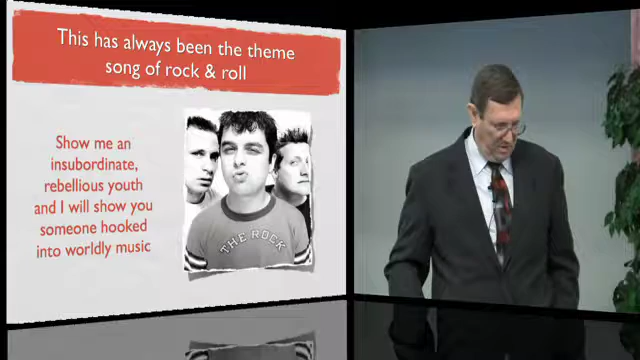 This has always been the theme
song of rock & roll
Show me an
insubordinate,
rebellious youth
and I will show you
someone hooked
into worldly music
THE ROCK